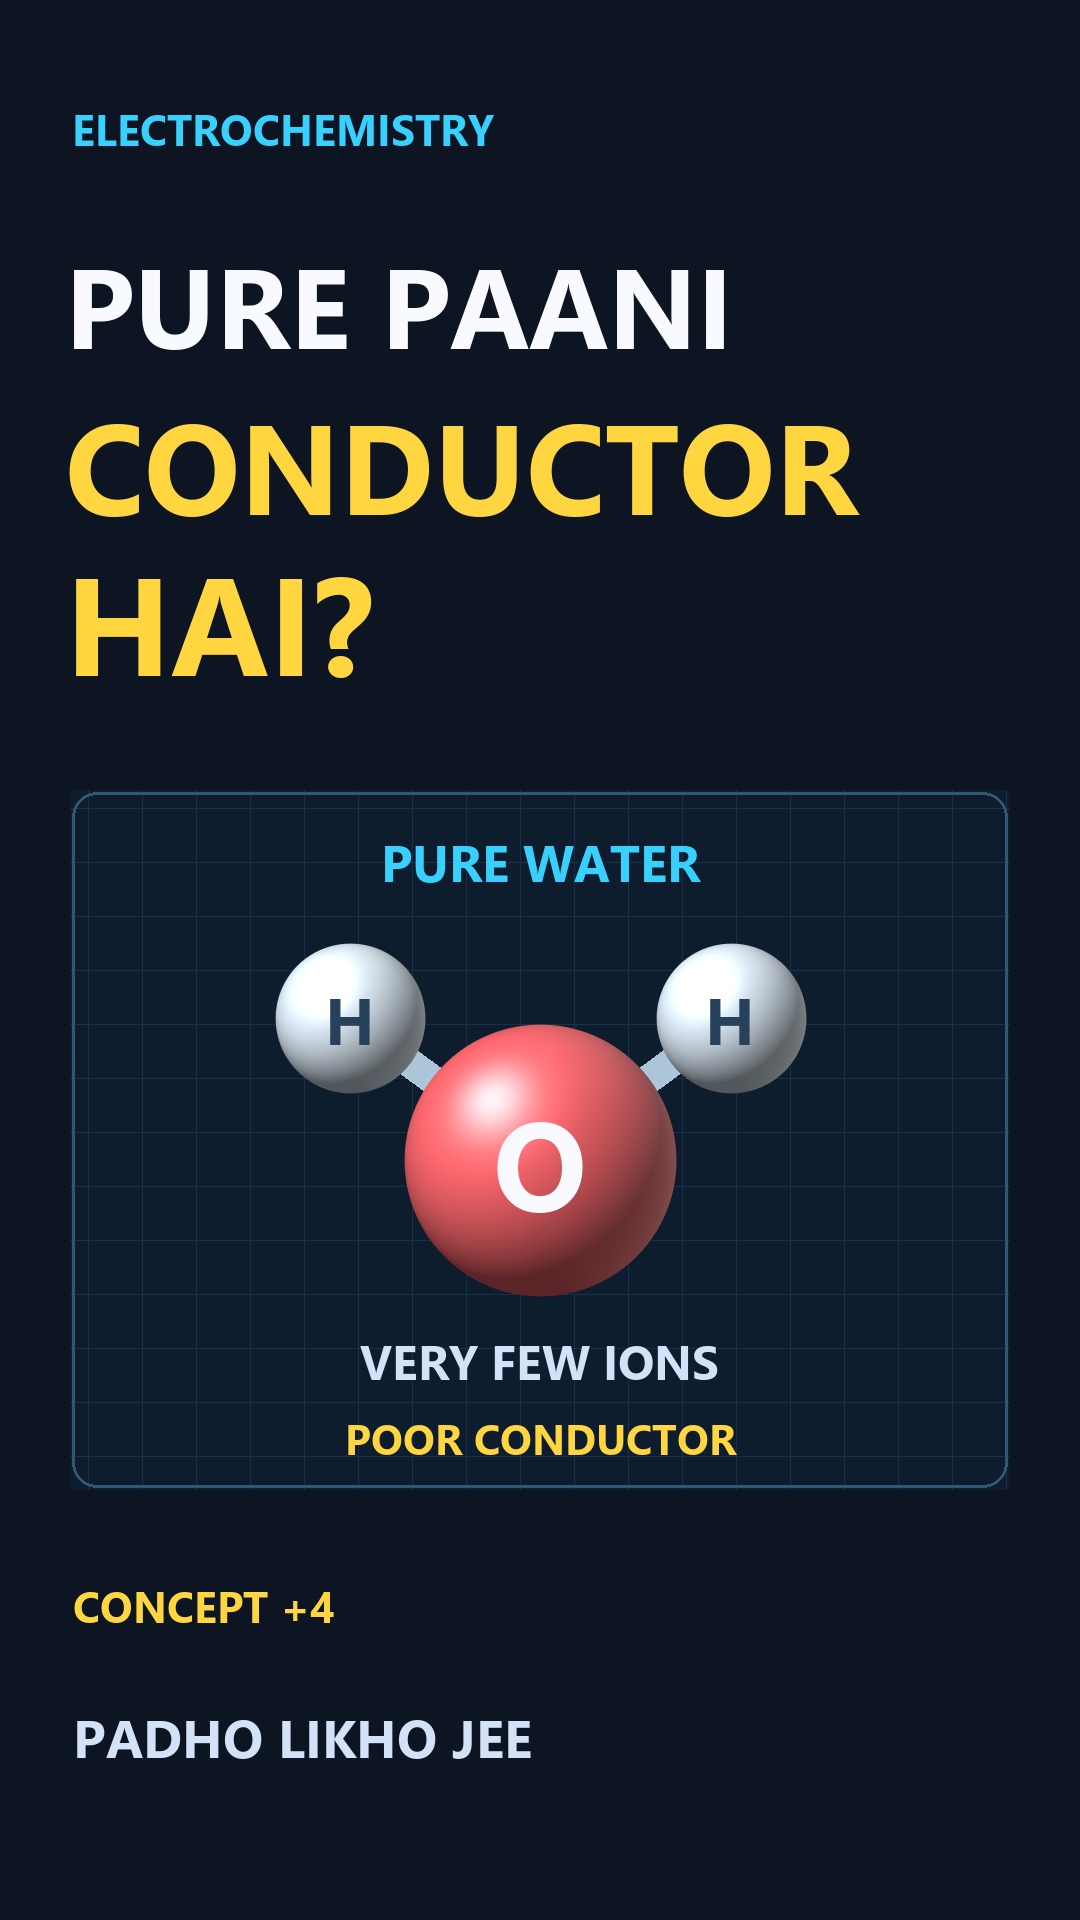 ELECTROCHEMISTRY
PURE PAANI
CONDUCTOR
HAI?
PURE WATER
H
H
O
VERY FEW IONS
POOR CONDUCTOR
CONCEPT +4
PADHO LIKHO JEE